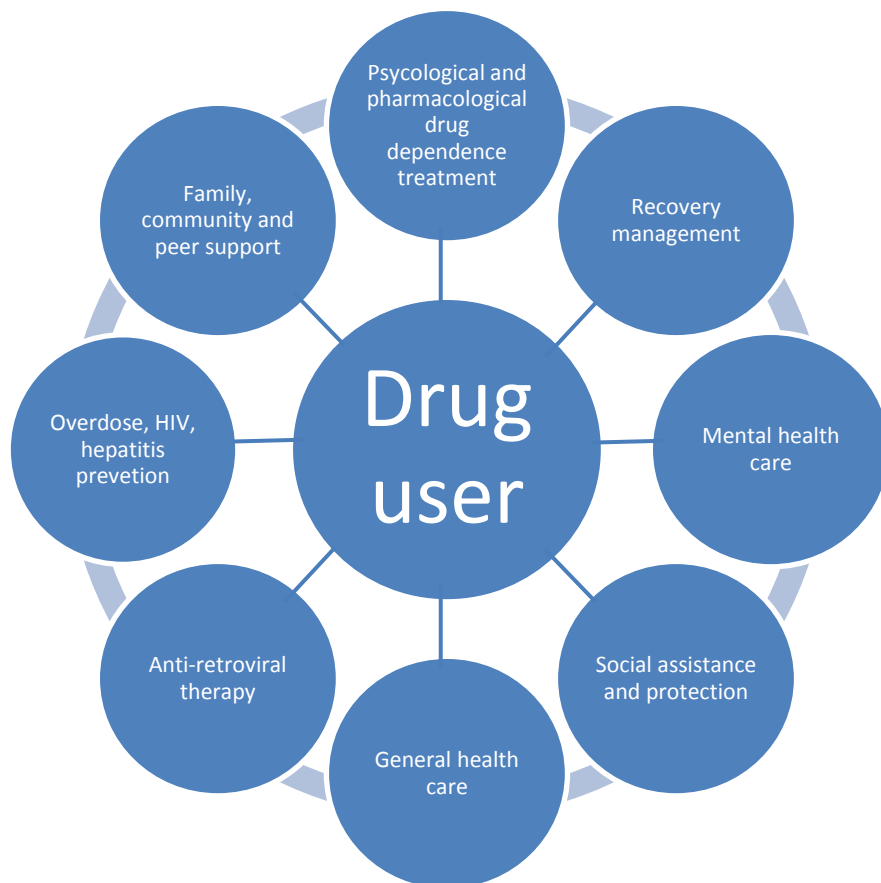 Psycological and
pharmacological
drug
dependence
treatment
Recovery
management
Mental health
care
Social assistance
and protection
General health
care
Anti-retroviral
therapy
Overdose, HIV,
hepatitis
prevetion
Family,
community and
peer support
Drug
user